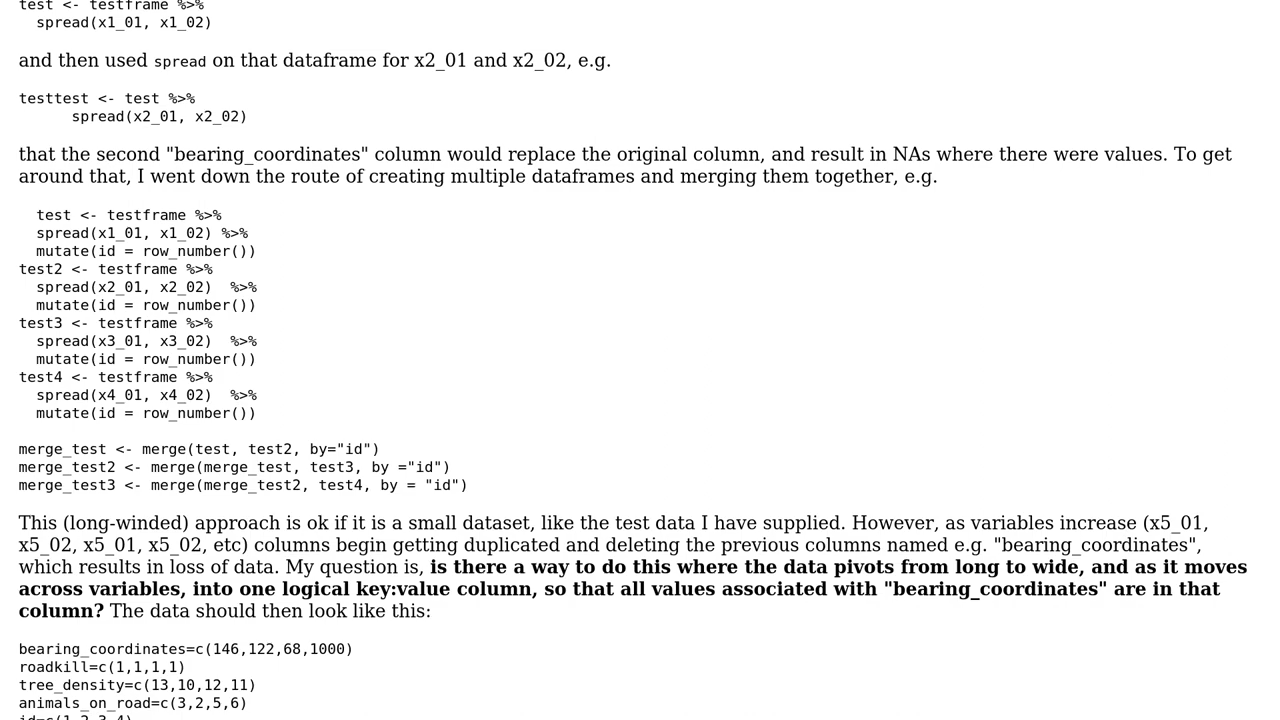 test <- testframe %>%
  spread(x1_01, x1_02)
and then used spread on that dataframe for x2_01 and x2_02, e.g.
testtest <- test %>%
      spread(x2_01, x2_02)
that the second "bearing_coordinates" column would replace the original column, and result in NAs where there were values. To get
around that, I went down the route of creating multiple dataframes and merging them together, e.g.
  test <- testframe %>%
  spread(x1_01, x1_02) %>%
  mutate(id = row_number())
test2 <- testframe %>%
  spread(x2_01, x2_02)  %>%
  mutate(id = row_number())
test3 <- testframe %>%
  spread(x3_01, x3_02)  %>%
  mutate(id = row_number())
test4 <- testframe %>%
  spread(x4_01, x4_02)  %>%
  mutate(id = row_number())
merge_test <- merge(test, test2, by="id")
merge_test2 <- merge(merge_test, test3, by ="id")
merge_test3 <- merge(merge_test2, test4, by = "id")
This (long-winded) approach is ok if it is a small dataset, like the test data I have supplied. However, as variables increase (x5_01,
x5_02, x5_01, x5_02, etc) columns begin getting duplicated and deleting the previous columns named e.g. "bearing_coordinates",
which results in loss of data. My question is, is there a way to do this where the data pivots from long to wide, and as it moves
across variables, into one logical key:value column, so that all values associated with "bearing_coordinates" are in that
column? The data should then look like this:
bearing_coordinates=c(146,122,68,1000)
roadkill=c(1,1,1,1)
tree_density=c(13,10,12,11)
animals_on_road=c(3,2,5,6)
id=c(1,2,3,4)